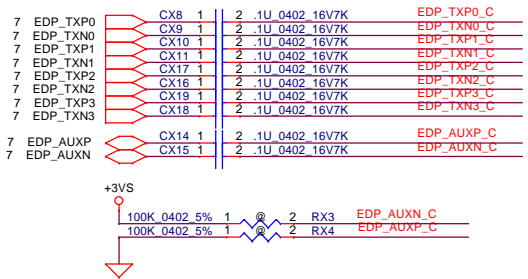 7 EDP_TXP0 CX8 1 2 .1U_0402_16V7K EDP_TXP0_C
7 EDP_TXN0 CX9 1 2 .1U_0402_16V7K EDP_TXN0_C
7 EDP_TXP1 CX10 1 2 .1U_0402_16V7K EDP_TXP1_C
7 EDP_TXN1 CX11 1 2 .1U_0402_16V7K EDP_TXN1_C
7 EDP_TXP2 CX17 1 2 .1U_0402_16V7K EDP_TXP2_C
7 EDP_TXN2 CX16 1 2 .1U_0402_16V7K EDP_TXN2_C
7 EDP_TXP3 CX19 1 2 .1U_0402_16V7K EDP_TXP3_C
7 EDP_TXN3 CX18 1 2 .1U_0402_16V7K EDP_TXN3_C
7 EDP_AUXP CX14 1 2 .1U_0402_16V7K EDP_AUXP_C
7 EDP_AUXN CX15 1 2 .1U_0402_16V7K EDP_AUXN_C
+3VS
100K_0402_5% 1 @ 2 RX3 EDP_AUXN_C
100K_0402_5% 1 @ 2 RX4 EDP_AUXP_C